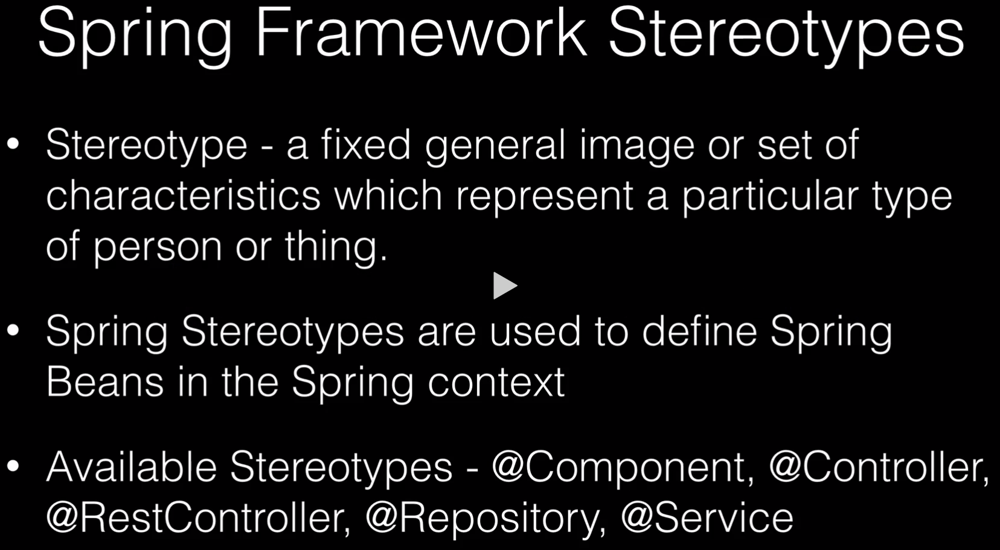 Spring Framework Stereotypes
• Stereotype - a fixed general image or set of
characteristics which represent a particular type
of person or thing.
• Spring Stereotypes are used to define Spring
Beans in the Spring context
• Available Stereotypes - @Component, @Controller,
@RestController, @Repository, @Service